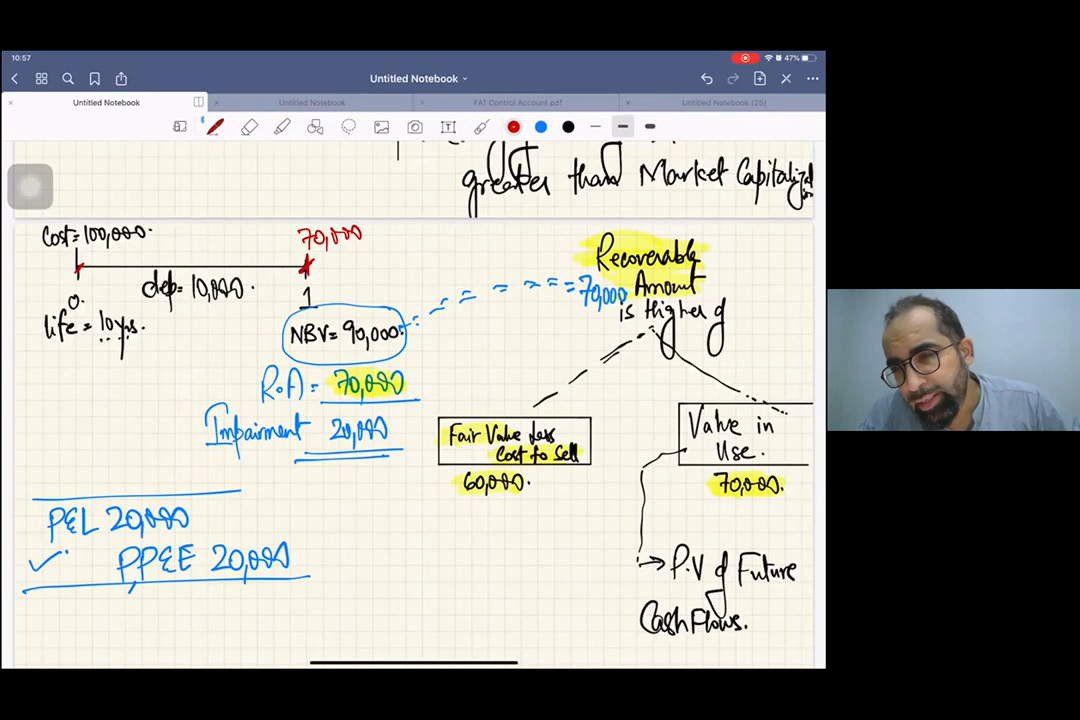 10:57
47%
Untitled Notebook
Untitled Notebook
Untitled Notebook
FA1 Control Account pdf
Untitled Notebook (25)
greater than Market Capitalization
Cost = 100,000.
70,000
dep = 10,000.
0.
1
life = 10 yrs.
NBV = 90,000.
70,000
R.A = 70,000
Impairment 20,000
P&L 20,000
P,P&E 20,000
Recoverable
Amount
is Higher of
Fair Value Less
Cost to Sell
60,000.
Value in
Use.
70,000.
P.V of Future
Cash Flows.